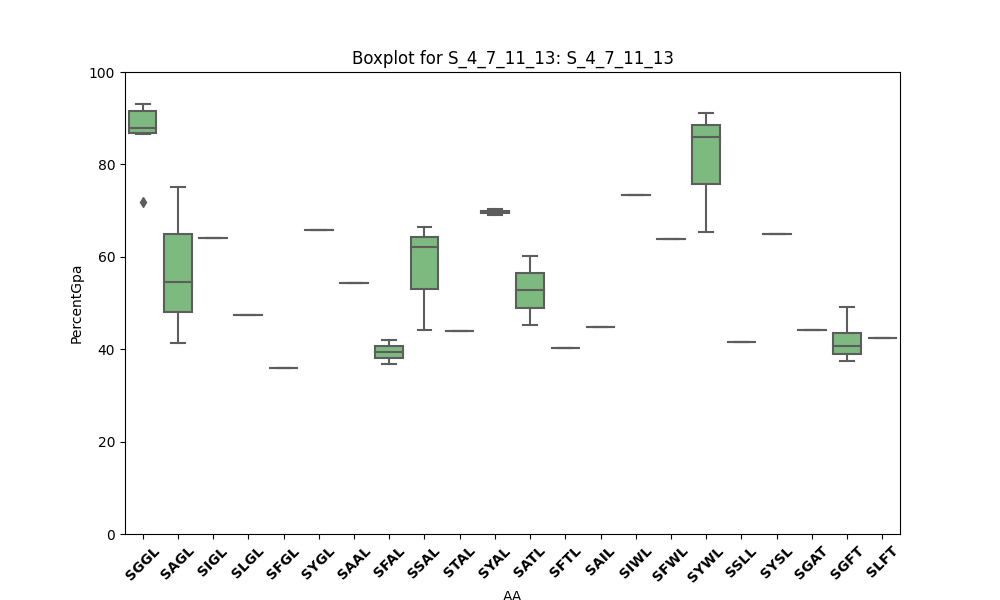 Boxplot for S_4_7_11_13: S_4_7_11_13
100
80
60
40
20
0
PercentGpa
SGGL
SAGL
SIGL
SLGL
SFGL
SYGL
SAAL
SFAL
SSAL
STAL
SYAL
SATL
SFTL
SAIL
SIWL
SFWL
SYWL
SSLL
SYSL
SGAT
SGFT
SLFT
AA